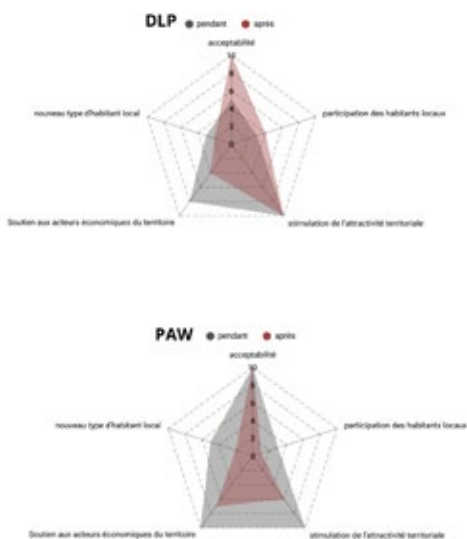 DLP pendant après
acceptabilité
10
8
6
4
2
0
nouveau type d'habitant local
participation des habitants locaux
Soutien aux acteurs économiques du territoire
stimulation de l'attractivité territoriale
PAW pendant après
acceptabilité
10
8
6
4
2
0
nouveau type d'habitant local
participation des habitants locaux
Soutien aux acteurs économiques du territoire
stimulation de l'attractivité territoriale